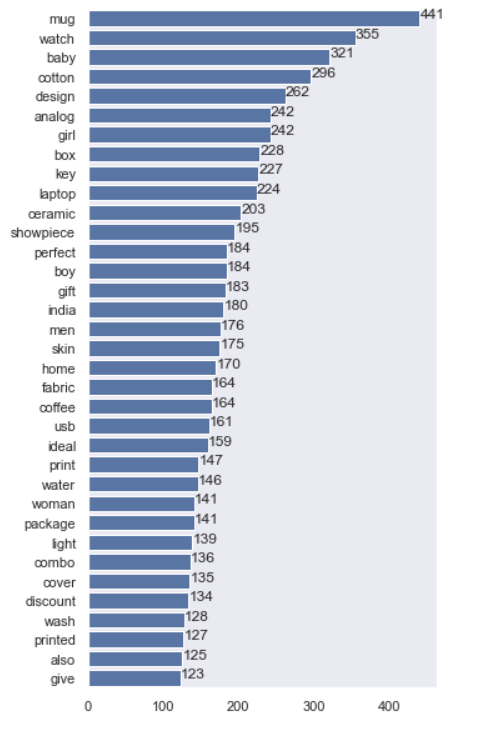 mug 441
watch 355
baby 321
cotton 296
design 262
analog 242
girl 242
box 228
key 227
laptop 224
ceramic 203
showpiece 195
perfect 184
boy 184
gift 183
india 180
men 176
skin 175
home 170
fabric 164
coffee 164
usb 161
ideal 159
print 147
water 146
woman 141
package 141
light 139
combo 136
cover 135
discount 134
wash 128
printed 127
also 125
give 123
0 100 200 300 400